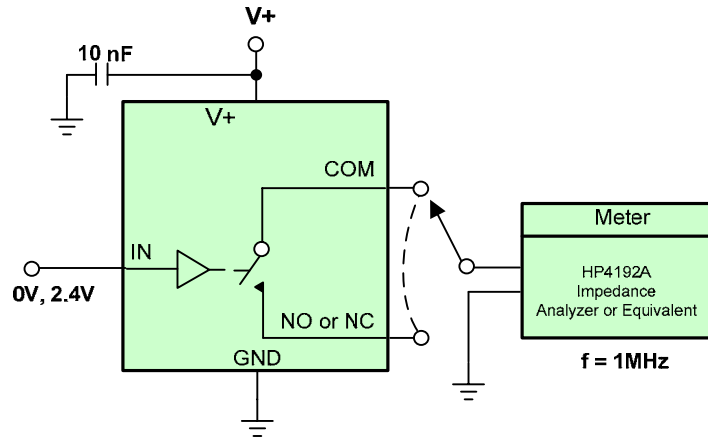 V+
10 nF
V+
COM
Meter
IN
HP4192A
Impedance
Analyzer or Equivalent
0V, 2.4V
NO or NC
GND
f = 1MHz